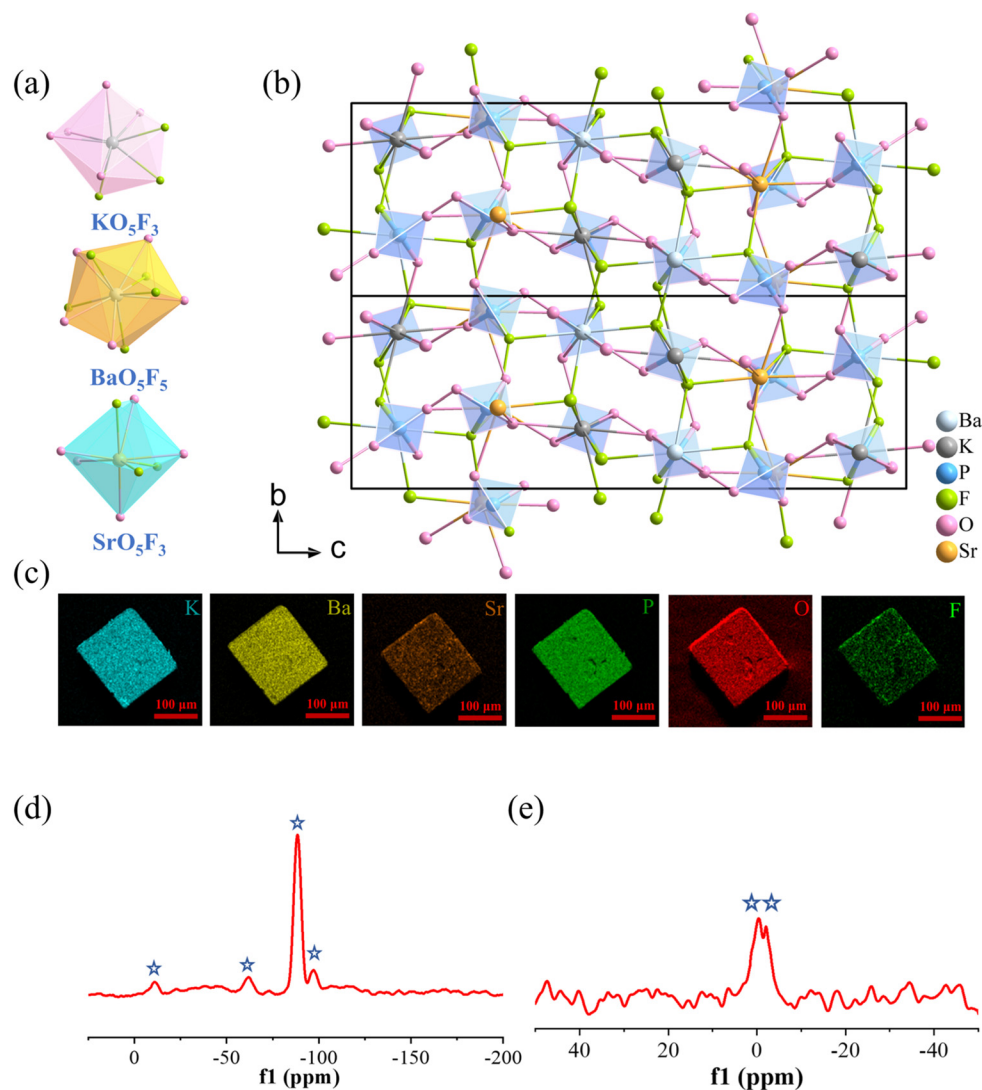 (a)
(b)
KO5F3
BaO5F5
SrO5F3
b
c
Ba
K
P
F
O
Sr
(c)
K
Ba
Sr
P
O
F
100 μm
100 μm
100 μm
100 μm
100 μm
100 μm
(d)
(e)
0 -50 -100 -150 -200
f1 (ppm)
40 20 0 -20 -40
f1 (ppm)